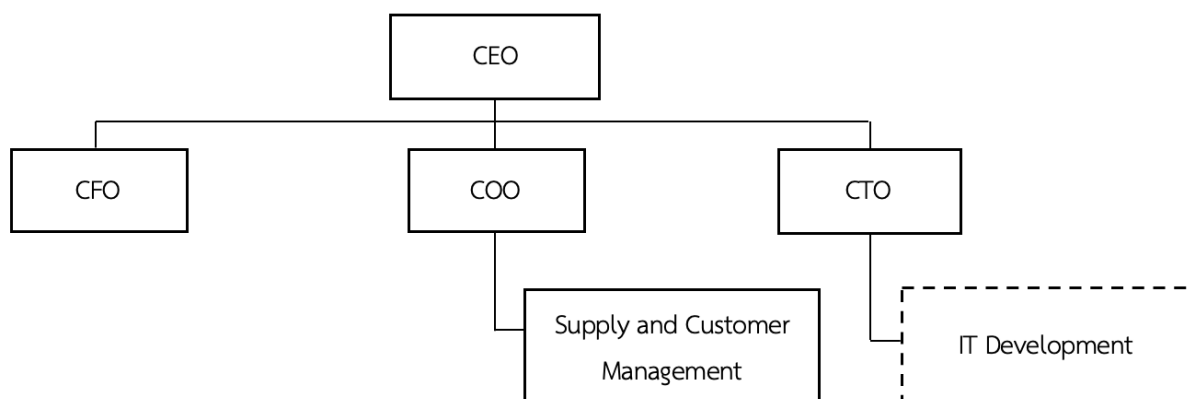 CEO
CFO
COO
CTO
Supply and Customer
Management
IT Development